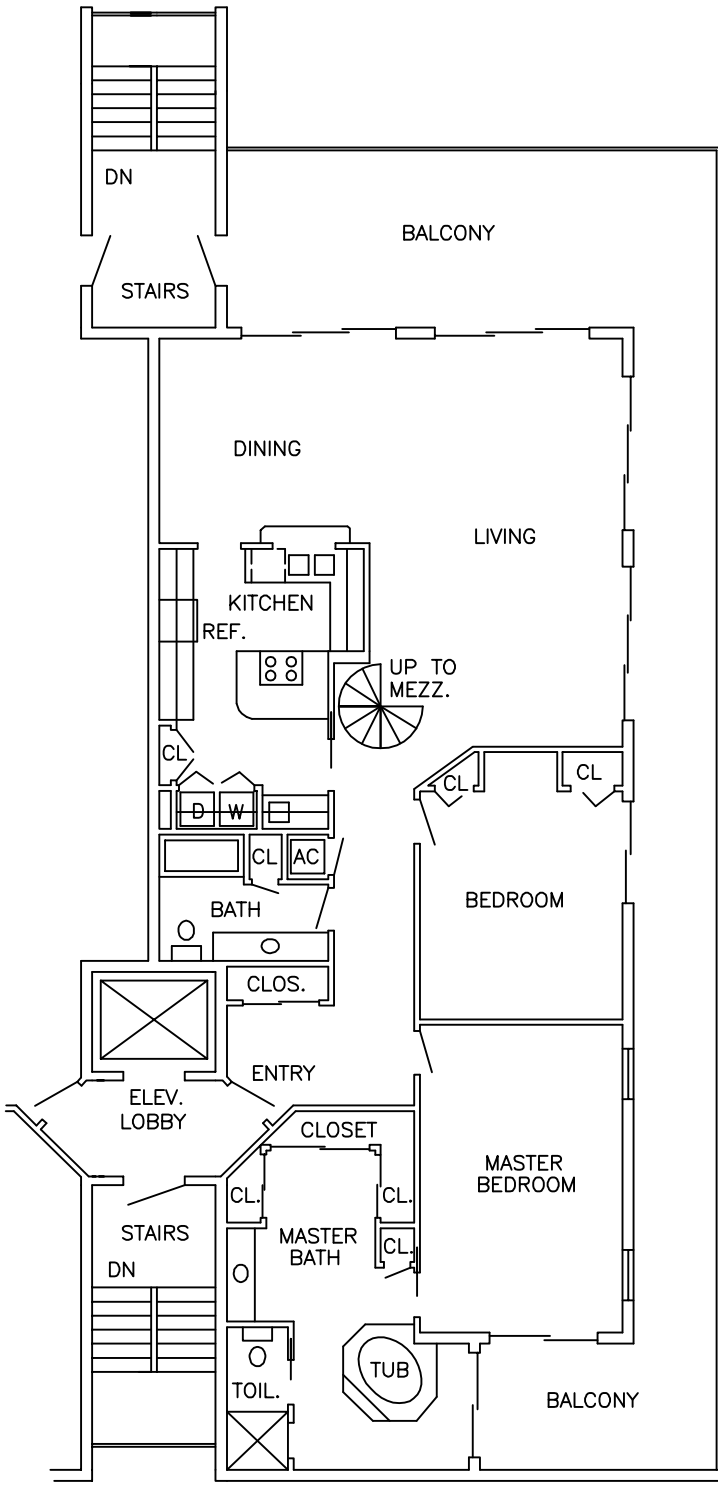 DN
BALCONY
STAIRS
DINING
LIVING
KITCHEN
REF.
UP TO
MEZZ.
CL
CL
CL
D
W
CL
AC
BEDROOM
BATH
CLOS.
ENTRY
ELEV.
LOBBY
CLOSET
MASTER
BEDROOM
CL.
CL.
STAIRS
MASTER
BATH
CL.
DN
TUB
TOIL.
BALCONY